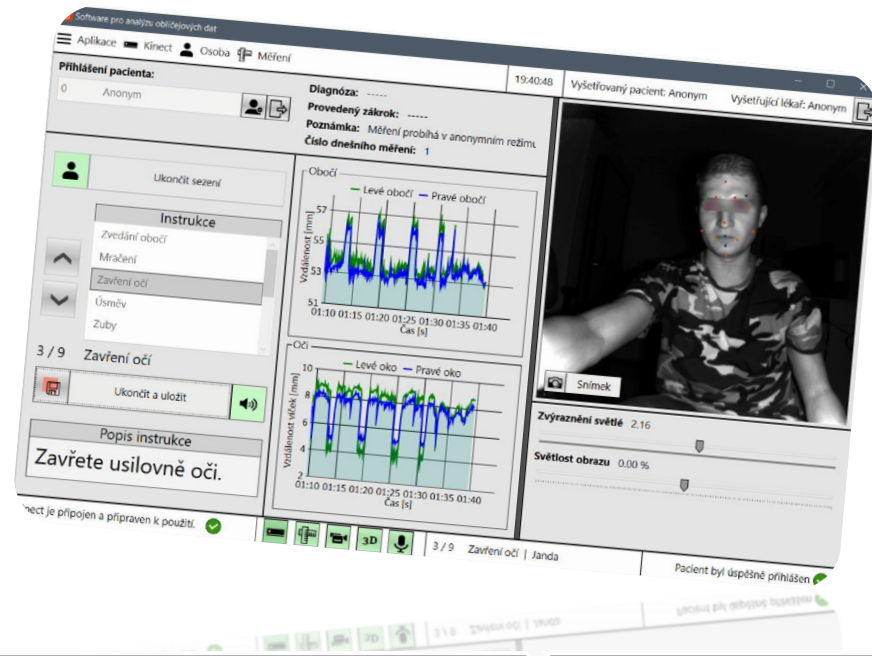 Software pro analýzu obličejových dat
Aplikace Kinect Osoba Měření
19:40:48
Vyšetřovaný pacient: Anonym
Vyšetřující lékař: Anonym
Přihlášení pacienta:
0 Anonym
Diagnóza: -----
Provedený zákrok: -----
Poznámka: Měření probíhá v anonymním režimu
Číslo dnešního měření: 1
Ukončit sezení
Instrukce
Zvedání obočí
Mračení
Zavření očí
Úsměv
Zuby
3 / 9 Zavření očí
Ukončit a uložit
Popis instrukce
Zavřete usilovně oči.
Obočí
Levé obočí Pravé obočí
Vzdálenost [mm]
57
55
53
51
01:10 01:15 01:20 01:25 01:30 01:35 01:40
Čas [s]
Oči
Levé oko Pravé oko
Vzdálenost víček [mm]
10
8
6
4
2
01:10 01:15 01:20 01:25 01:30 01:35 01:40
Čas [s]
Snímek
Zvýraznění světlé 2.16
Světlost obrazu 0.00 %
je připojen a připraven k použití.
3D
3 / 9 Zavření očí | Janda
Pacient byl úspěšně přihlášen